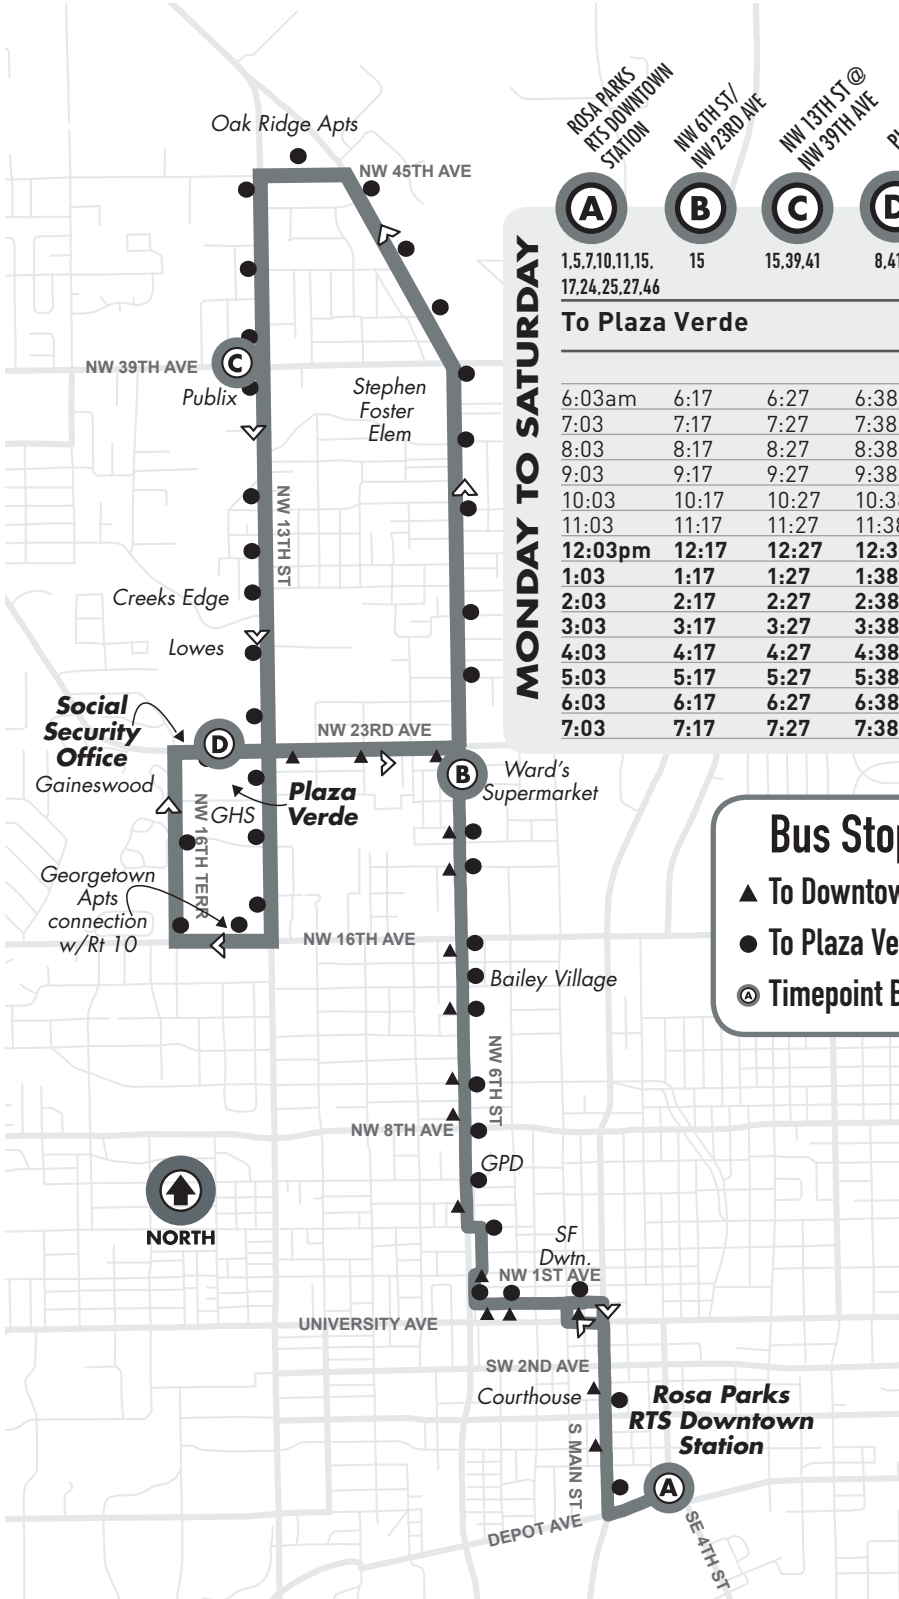 Oak Ridge Apts
NW 45TH AVE
NW 39TH AVE
C
Publix
Stephen
Foster
Elem
NW 13TH ST
Creeks Edge
Lowes
Social
Security
Office
Gaineswood
D
NW 23RD AVE
B
Ward's
Supermarket
Plaza
Verde
GHS
NW 16TH TERR
Georgetown
Apts
connection
w/Rt 10
NW 16TH AVE
Bailey Village
NW 6TH ST
NW 8TH AVE
GPD
NORTH
SF
Dwtn.
NW 1ST AVE
UNIVERSITY AVE
SW 2ND AVE
Courthouse
Rosa Parks
RTS Downtown
Station
S MAIN ST
A
DEPOT AVE
SE 4TH ST
ROSA PARKS
RTS DOWNTOWN
STATION
NW 6TH ST/
NW 23RD AVE
NW 13TH ST @
NW 39TH AVE
A B C D
1,5,7,10,11,15, 15 15,39,41 8,41
17,24,25,27,46
MONDAY TO SATURDAY
To Plaza Verde
6:03am 6:17 6:27 6:38
7:03 7:17 7:27 7:38
8:03 8:17 8:27 8:38
9:03 9:17 9:27 9:38
10:03 10:17 10:27 10:38
11:03 11:17 11:27 11:38
12:03pm 12:17 12:27 12:3
1:03 1:17 1:27 1:38
2:03 2:17 2:27 2:38
3:03 3:17 3:27 3:38
4:03 4:17 4:27 4:38
5:03 5:17 5:27 5:38
6:03 6:17 6:27 6:38
7:03 7:17 7:27 7:38
Bus Stop
To Downtow
To Plaza Ve
A Timepoint B